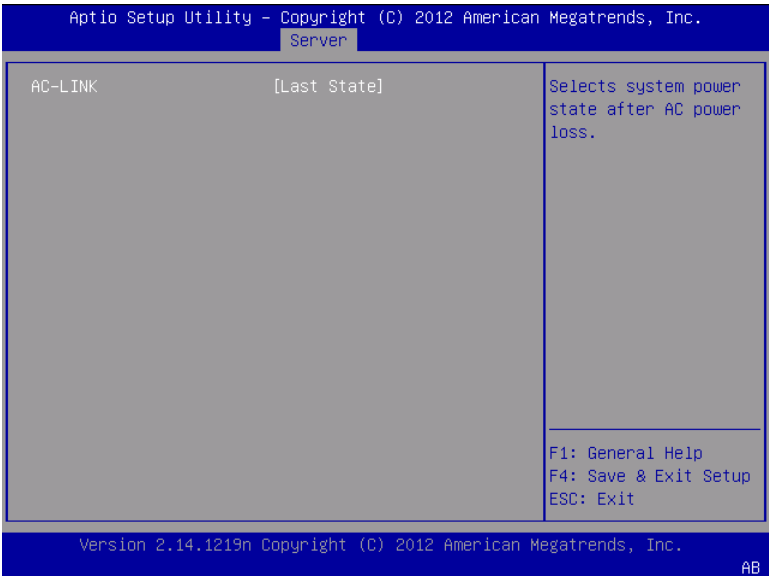 Aptio Setup Utility – Copyright (C) 2012 American Megatrends, Inc.
Server
AC-LINK [Last State]
Selects system power
state after AC power
loss.
F1: General Help
F4: Save & Exit Setup
ESC: Exit
Version 2.14.1219n Copyright (C) 2012 American Megatrends, Inc.
AB